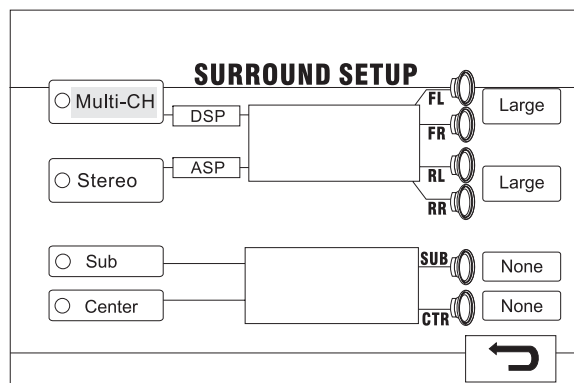 SURROUND SETUP
Multi-CH
DSP
FL
Large
FR
Stereo
ASP
RL
Large
RR
Sub
SUB
None
Center
CTR
None